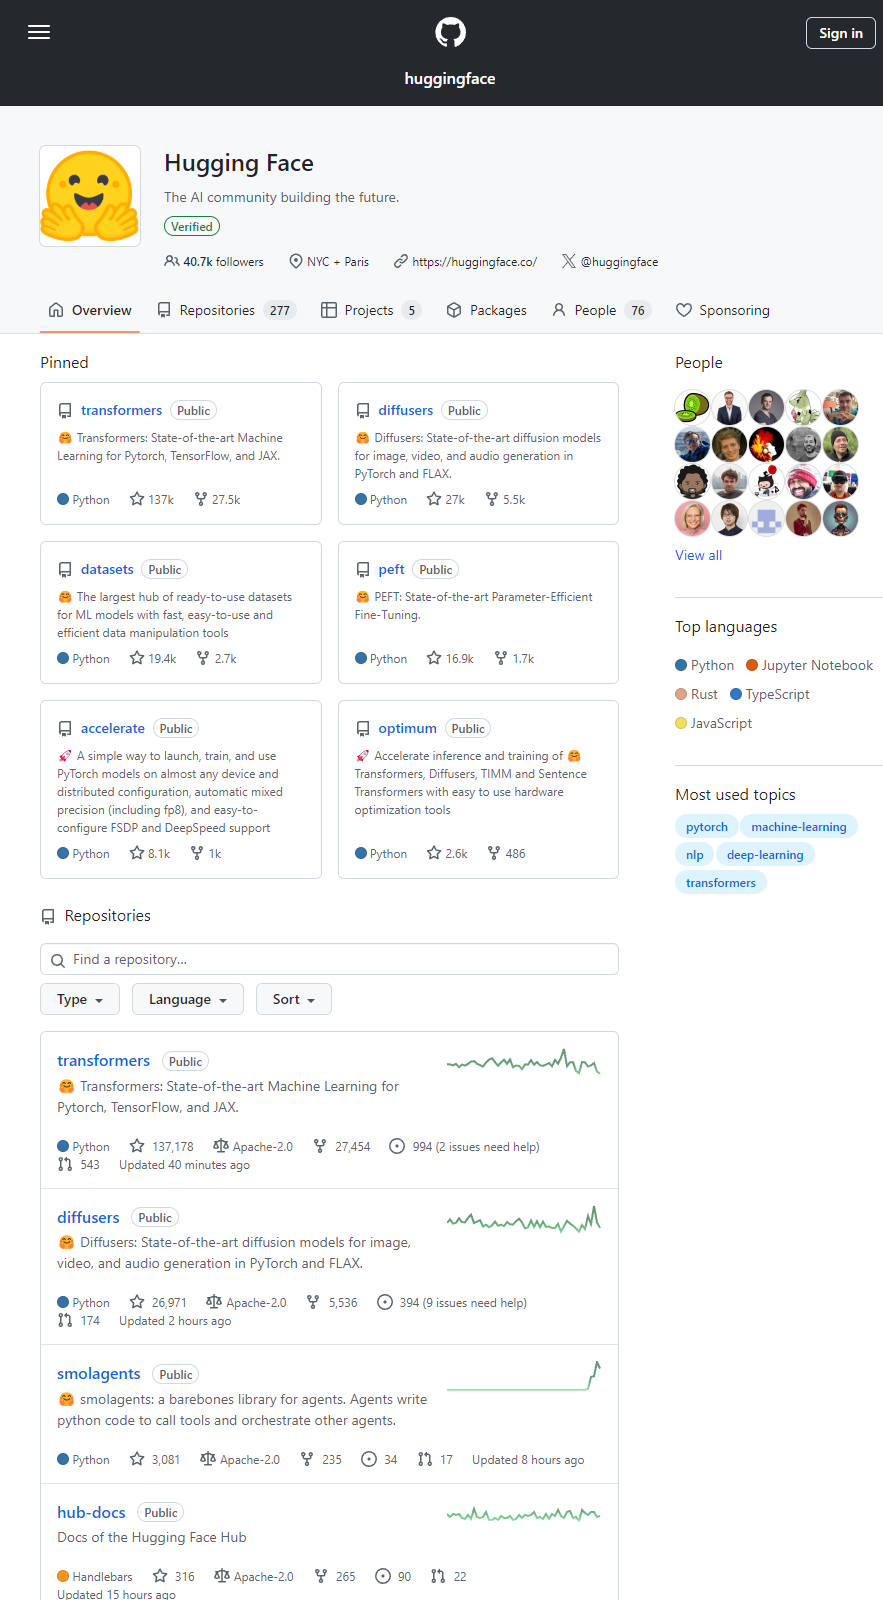 Sign in
huggingface
Hugging Face
The AI community building the future.
Verified
40.7k followers
NYC + Paris
https://huggingface.co/
@huggingface
Overview
Repositories 277
Projects 5
Packages
People 76
Sponsoring
Pinned
transformers Public
🤗 Transformers: State-of-the-art Machine
Learning for Pytorch, TensorFlow, and JAX.
Python 137k 27.5k
diffusers Public
🤗 Diffusers: State-of-the-art diffusion models
for image, video, and audio generation in
PyTorch and FLAX.
Python 27k 5.5k
datasets Public
🤗 The largest hub of ready-to-use datasets
for ML models with fast, easy-to-use and
efficient data manipulation tools
Python 19.4k 2.7k
peft Public
🤗 PEFT: State-of-the-art Parameter-Efficient
Fine-Tuning.
Python 16.9k 1.7k
accelerate Public
🚀 A simple way to launch, train, and use
PyTorch models on almost any device and
distributed configuration, automatic mixed
precision (including fp8), and easy-to-
configure FSDP and DeepSpeed support
Python 8.1k 1k
optimum Public
🚀 Accelerate inference and training of 🤗
Transformers, Diffusers, TIMM and Sentence
Transformers with easy to use hardware
optimization tools
Python 2.6k 486
Repositories
Find a repository...
Type
Language
Sort
transformers Public
🤗 Transformers: State-of-the-art Machine Learning for
Pytorch, TensorFlow, and JAX.
Python 137,178 Apache-2.0 27,454 994 (2 issues need help)
543 Updated 40 minutes ago
diffusers Public
🤗 Diffusers: State-of-the-art diffusion models for image,
video, and audio generation in PyTorch and FLAX.
Python 26,971 Apache-2.0 5,536 394 (9 issues need help)
174 Updated 2 hours ago
smolagents Public
🤗 smolagents: a barebones library for agents. Agents write
python code to call tools and orchestrate other agents.
Python 3,081 Apache-2.0 235 34 17 Updated 8 hours ago
hub-docs Public
Docs of the Hugging Face Hub
Handlebars 316 Apache-2.0 265 90 22
Updated 15 hours ago
People
View all
Top languages
Python Jupyter Notebook
Rust TypeScript
JavaScript
Most used topics
pytorch machine-learning
nlp deep-learning
transformers